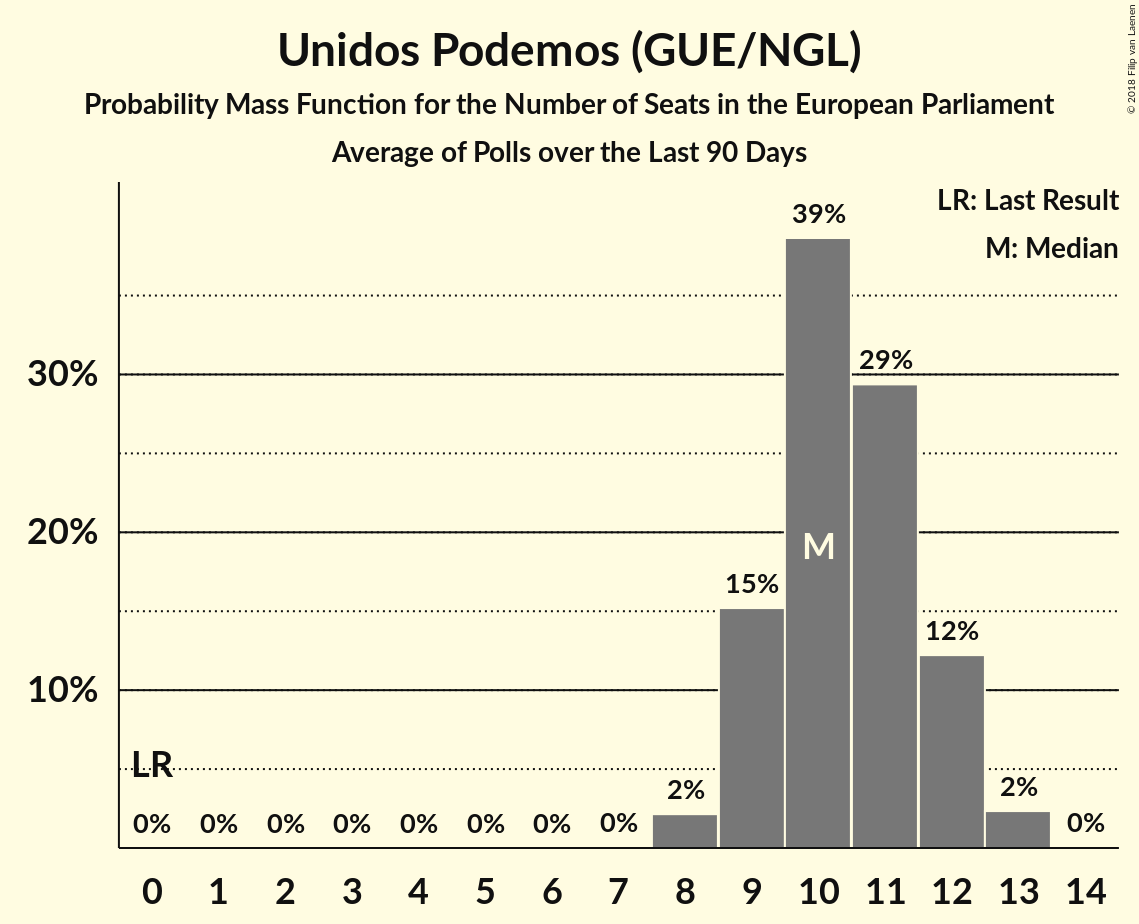 Unidos Podemos (GUE/NGL)
Probability Mass Function for the Number of Seats in the European Parliament
Average of Polls over the Last 90 Days
© 2018 Filip van Laenen
LR: Last Result
M: Median
39%
30%
29%
20%
M
15%
12%
10%
LR
0% 0% 0% 0% 0% 0% 0% 0% 2% 2% 0%
0 1 2 3 4 5 6 7 8 9 10 11 12 13 14